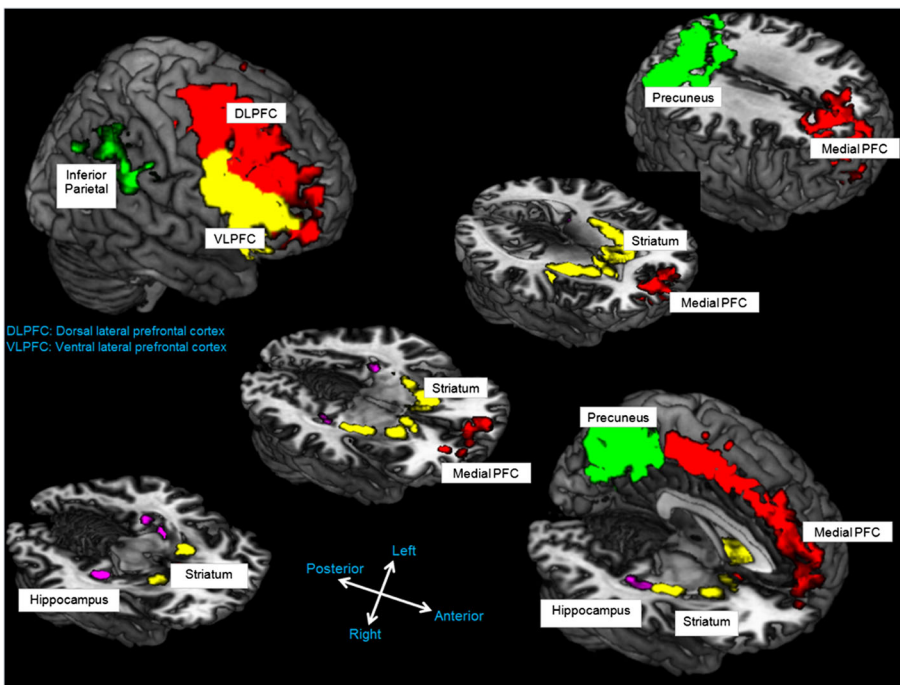 DLPFC
Inferior
Parietal
VLPFC
DLPFC: Dorsal lateral prefrontal cortex
VLPFC: Ventral lateral prefrontal cortex
Precuneus
Medial PFC
Striatum
Medial PFC
Striatum
Medial PFC
Hippocampus
Striatum
Left
Posterior
Anterior
Right
Precuneus
Medial PFC
Hippocampus
Striatum